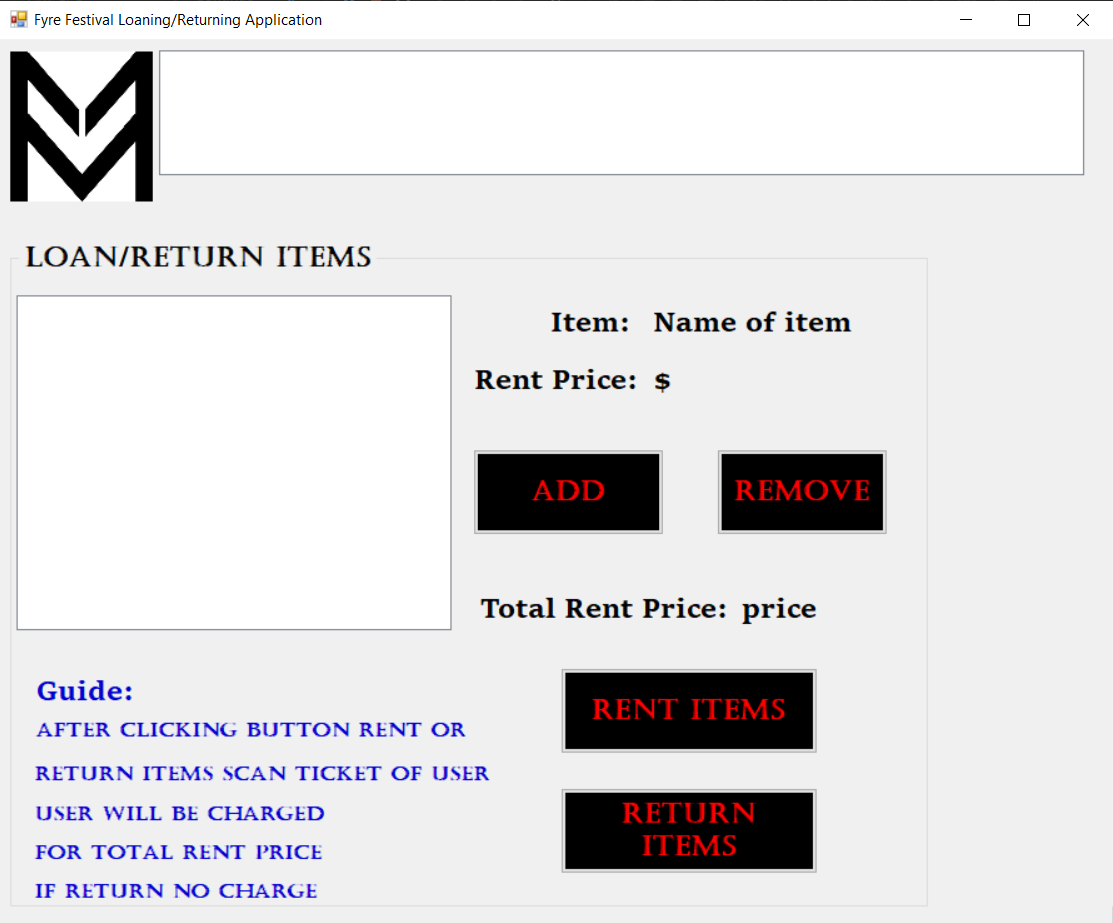 Fyre Festival Loaning/Returning Application
LOAN/RETURN ITEMS
Item: Name of item
Rent Price: $
ADD
REMOVE
Total Rent Price: price
Guide:
AFTER CLICKING BUTTON RENT OR
RETURN ITEMS SCAN TICKET OF USER
USER WILL BE CHARGED
FOR TOTAL RENT PRICE
IF RETURN NO CHARGE
RENT ITEMS
RETURN
ITEMS